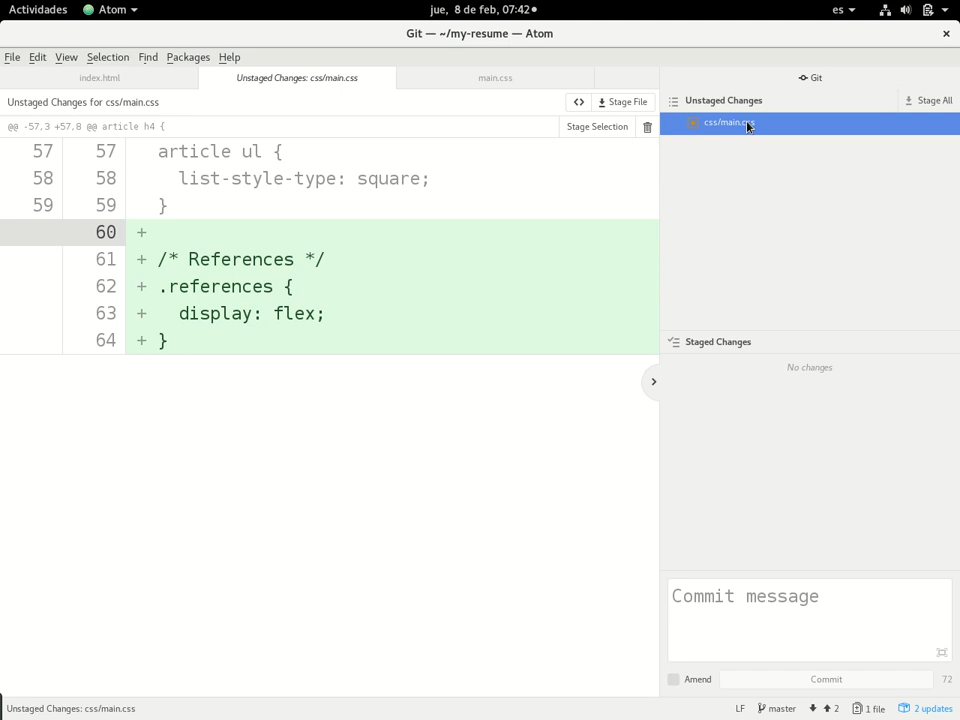 Actividades Atom jue, 8 de feb, 07:42 es
Git — ~/my-resume — Atom
File Edit View Selection Find Packages Help
index.html Unstaged Changes: css/main.css main.css Git
Unstaged Changes for css/main.css Stage File
Unstaged Changes Stage All
@@ -57,3 +57,8 @@ article h4 { Stage Selection
css/main.css
57 57 article ul {
58 58 list-style-type: square;
59 59 }
60 +
61 + /* References */
62 + .references {
63 + display: flex;
64 + }
Staged Changes
No changes
Commit message
Amend Commit 72
Unstaged Changes: css/main.css LF master 2 1 file 2 updates